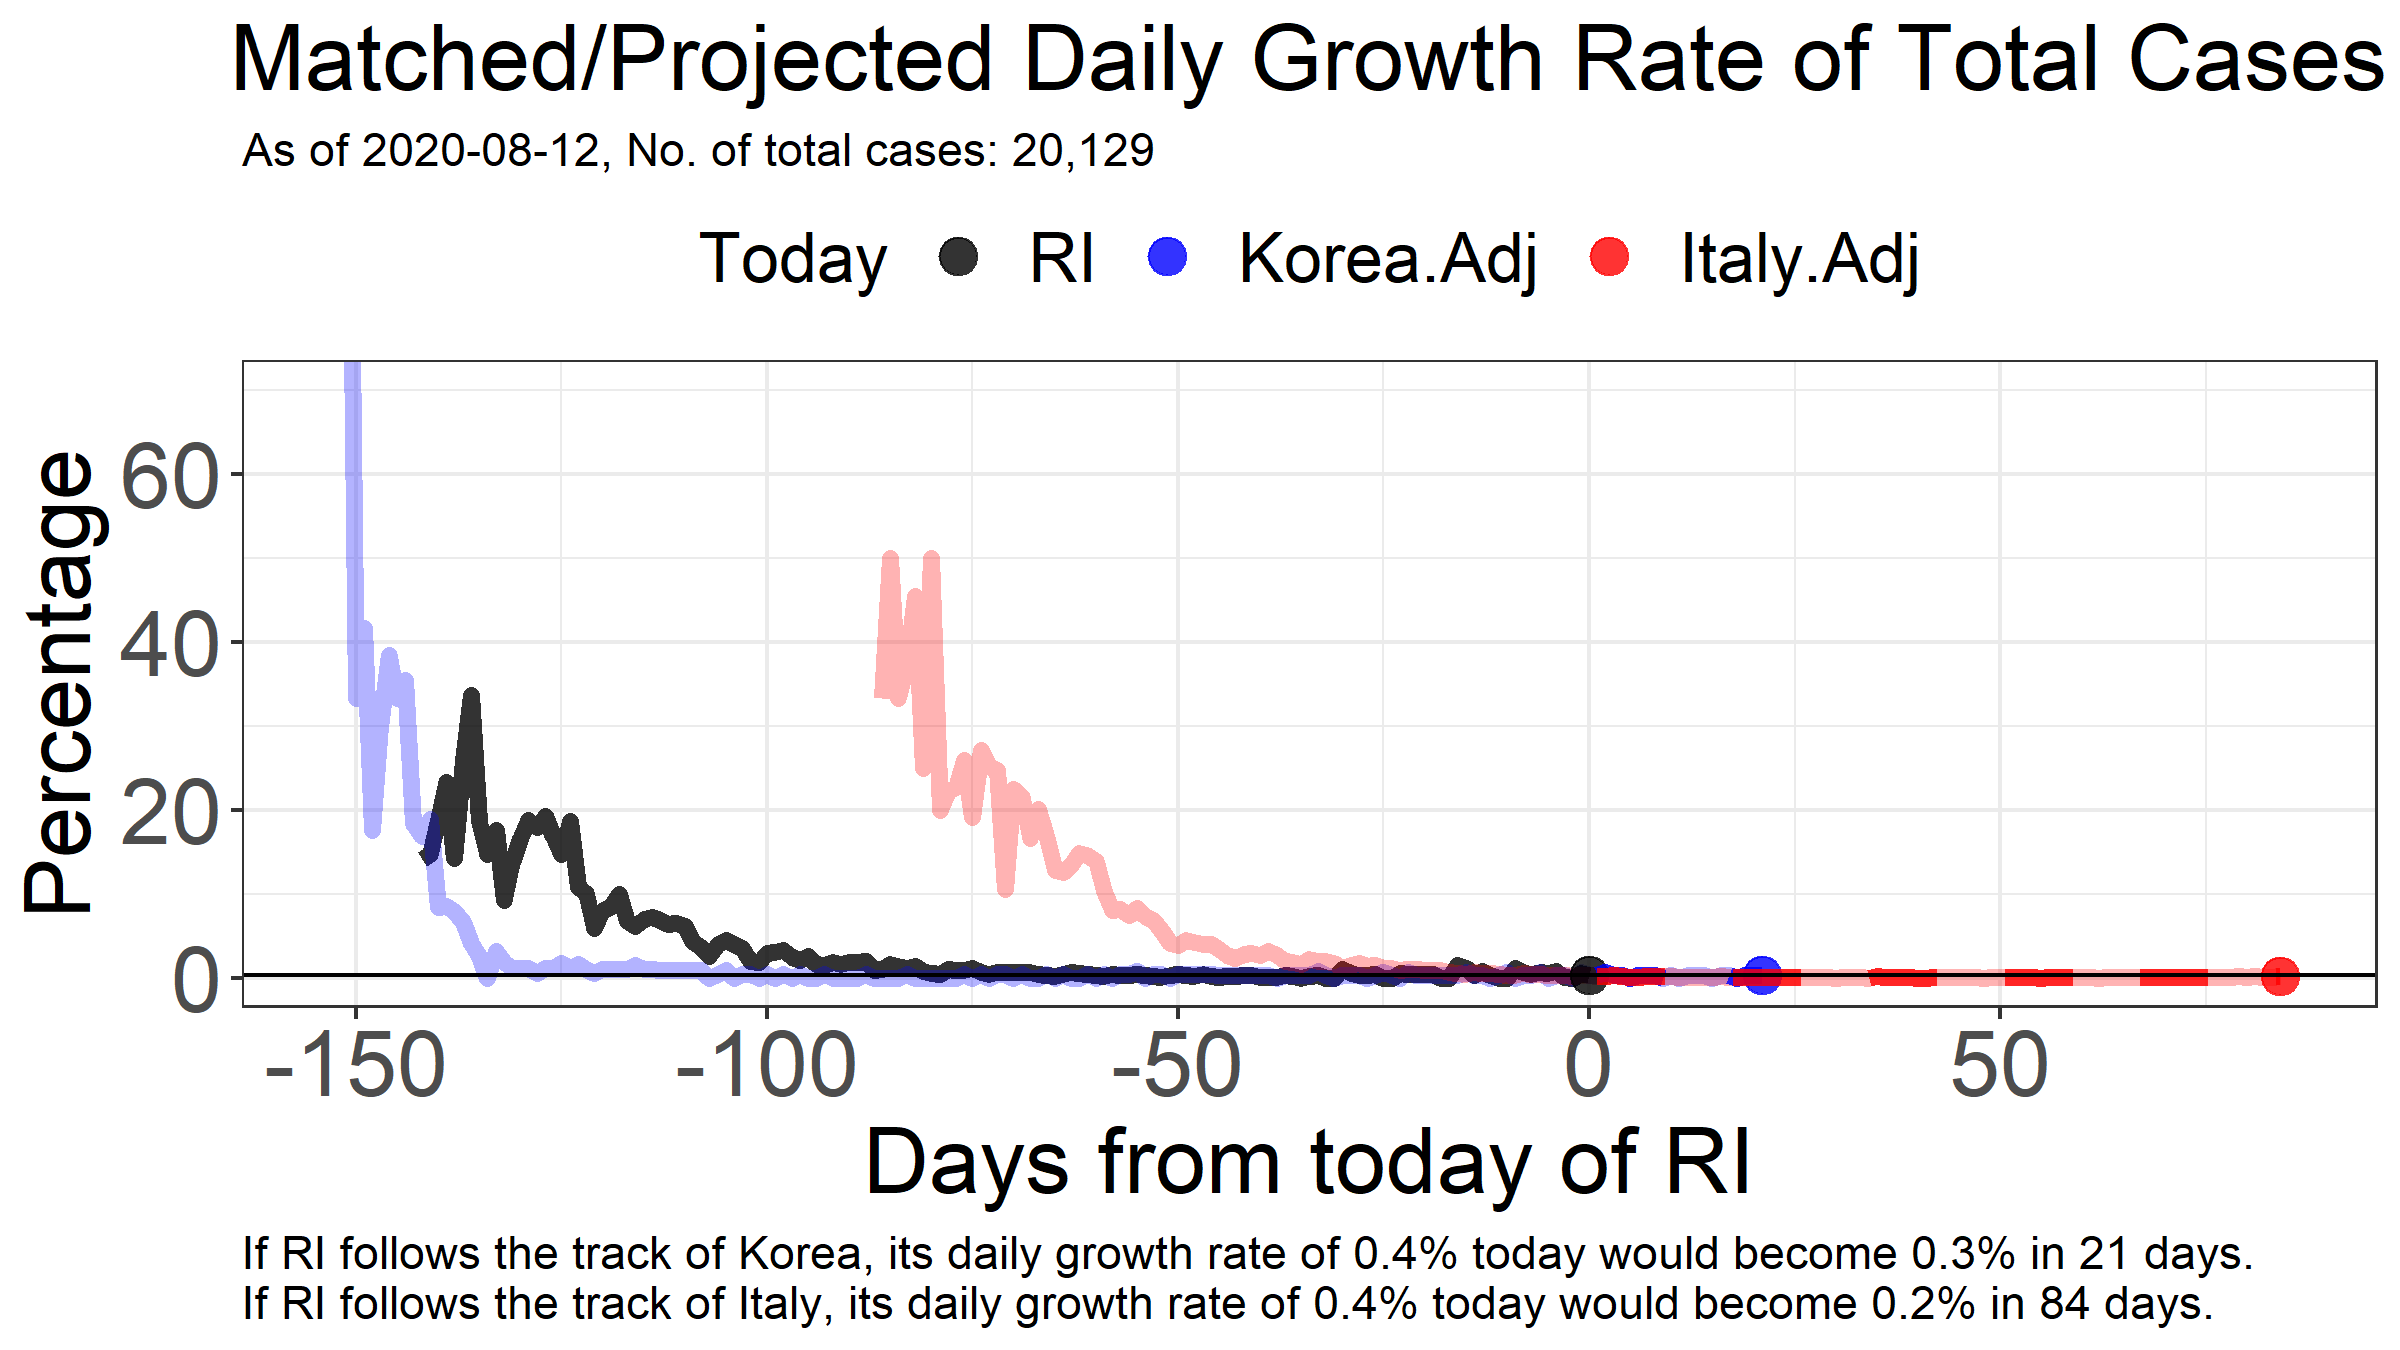 Matched/Projected Daily Growth Rate of Total Cases
As of 2020-08-12, No. of total cases: 20,129
Today RI Korea.Adj Italy.Adj
Percentage
60
40
20
0
-150 -100 -50 0 50
Days from today of RI
If RI follows the track of Korea, its daily growth rate of 0.4% today would become 0.3% in 21 days.
If RI follows the track of Italy, its daily growth rate of 0.4% today would become 0.2% in 84 days.